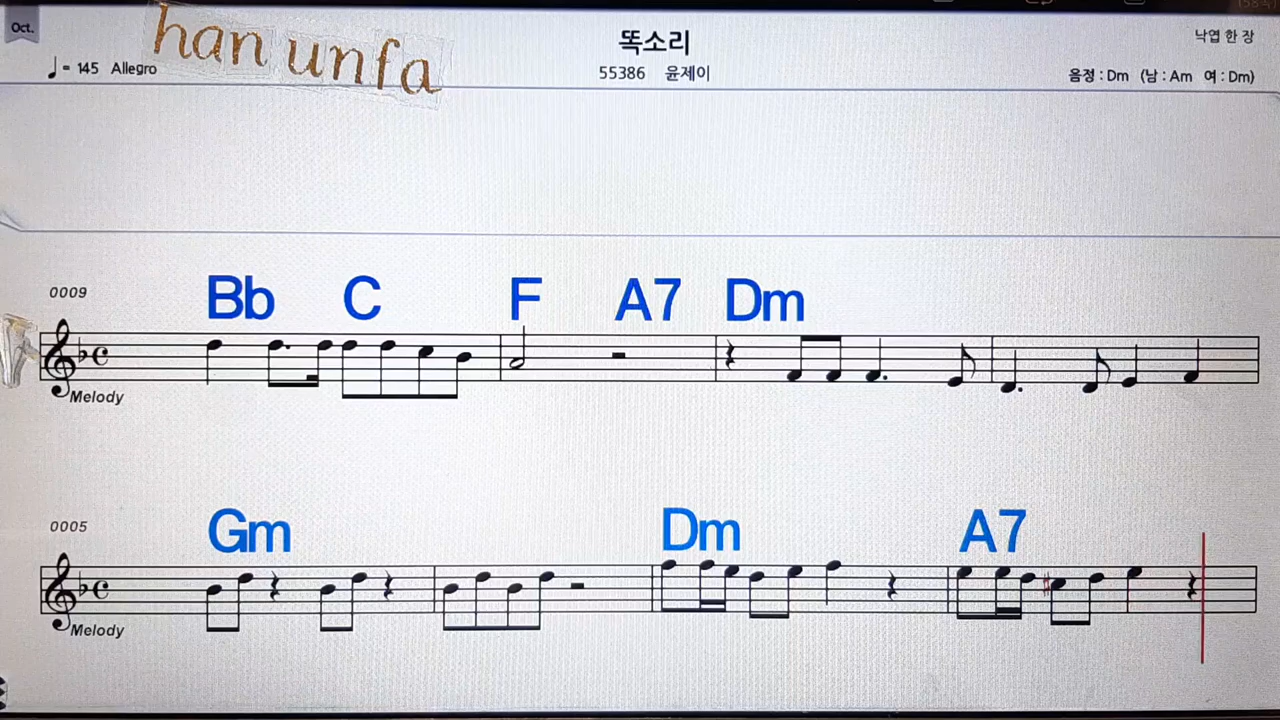 Oct.
han unfa
똑소리
낙엽 한 장
♩= 145 Allegro
55386 윤제이
음정 : Dm (남 : Am 여 : Dm)
0009
Bb C F A7 Dm
Melody
0005
Gm Dm A7
Melody